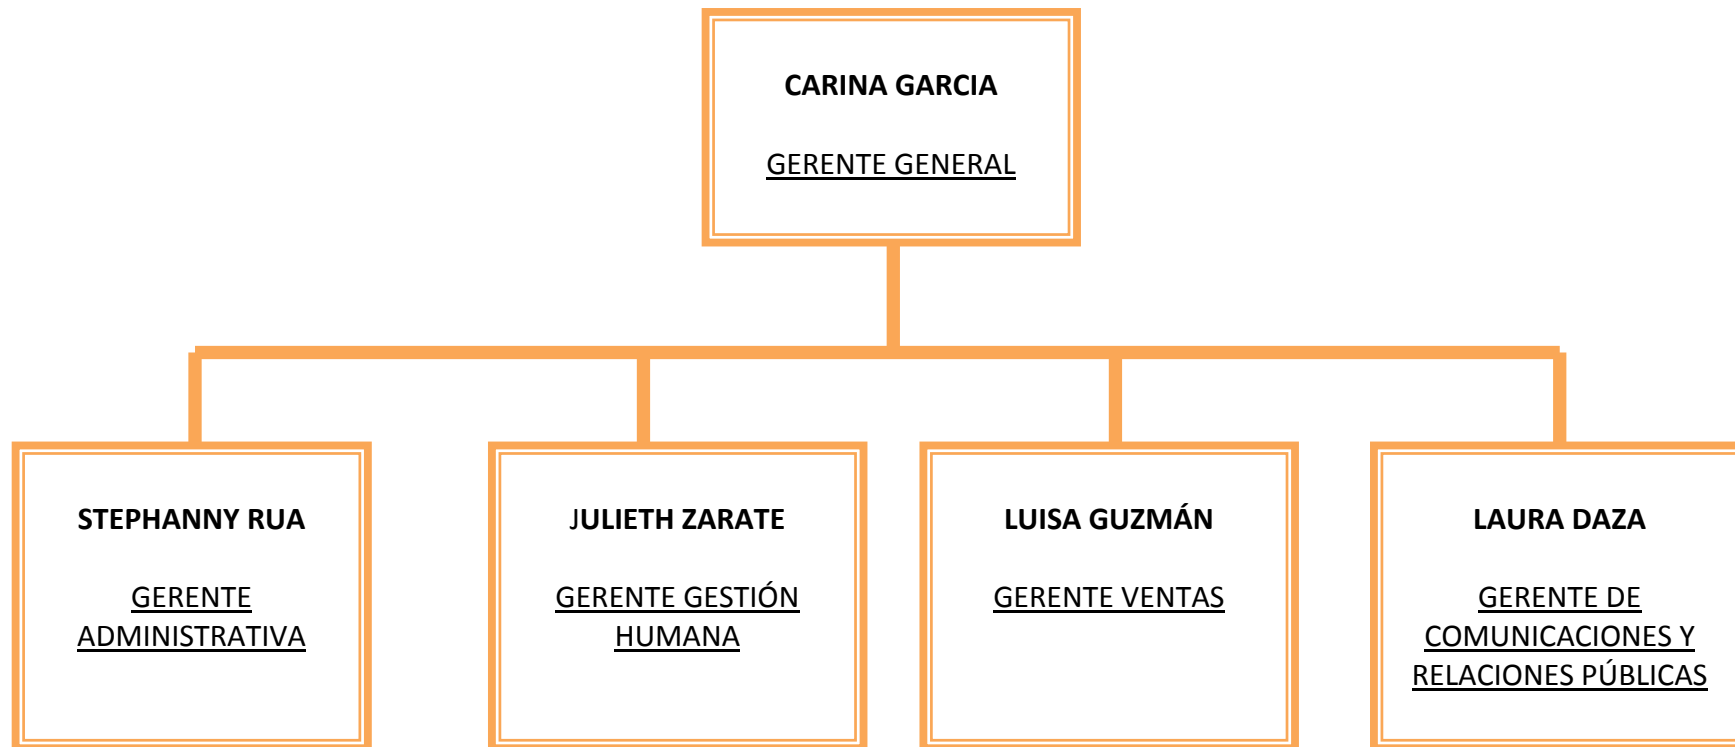 CARINA GARCIA
GERENTE GENERAL
STEPHANNY RUA
GERENTE
ADMINISTRATIVA
JULIETH ZARATE
GERENTE GESTIÓN
HUMANA
LUISA GUZMÁN
GERENTE VENTAS
LAURA DAZA
GERENTE DE
COMUNICACIONES Y
RELACIONES PÚBLICAS